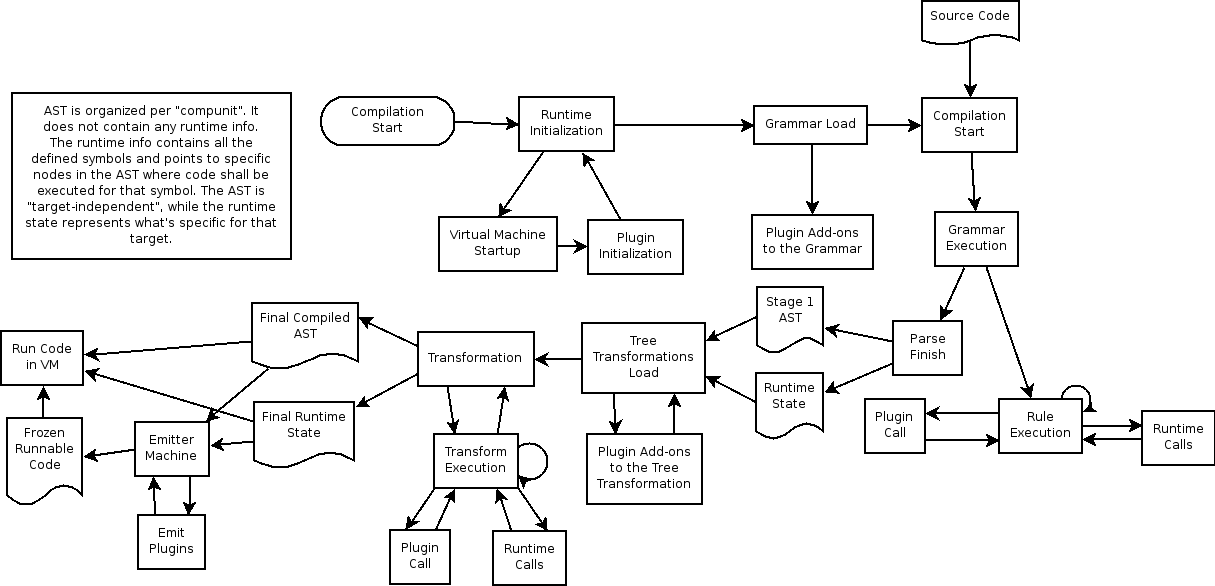 Source Code
AST is organized per "compunit". It
does not contain any runtime info.
The runtime info contains all the
defined symbols and points to specific
nodes in the AST where code shall be
executed for that symbol. The AST is
"target-independent", while the runtime
state represents what's specific for that
target.
Compilation
Start
Runtime
Initialization
Grammar Load
Compilation
Start
Virtual Machine
Startup
Plugin
Initialization
Plugin Add-ons
to the Grammar
Grammar
Execution
Run Code
in VM
Final Compiled
AST
Transformation
Tree
Transformations
Load
Stage 1
AST
Parse
Finish
Runtime
State
Frozen
Runnable
Code
Emitter
Machine
Final Runtime
State
Transform
Execution
Plugin Add-ons
to the Tree
Transformation
Plugin
Call
Rule
Execution
Runtime
Calls
Emit
Plugins
Plugin
Call
Runtime
Calls